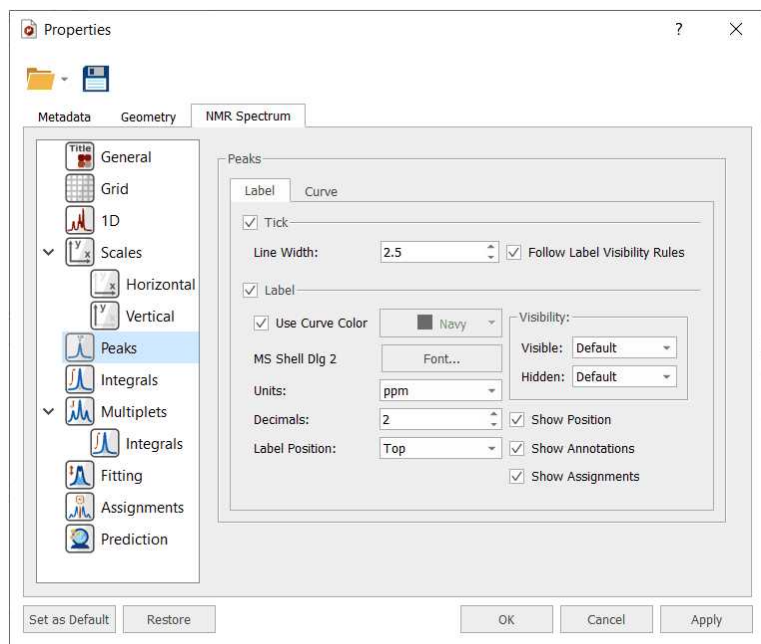 Properties
?
Metadata Geometry NMR Spectrum
Title
General
Grid
1D
y x
Scales
x
Horizontal
y
Vertical
Peaks
Integrals
Multiplets
Integrals
Fitting
Assignments
Prediction
Peaks
Label Curve
Tick
Line Width: 2.5 Follow Label Visibility Rules
Label
Use Curve Color Navy
MS Shell Dlg 2 Font...
Units: ppm
Decimals: 2
Label Position: Top
Visibility:
Visible: Default
Hidden: Default
Show Position
Show Annotations
Show Assignments
Set as Default Restore OK Cancel Apply